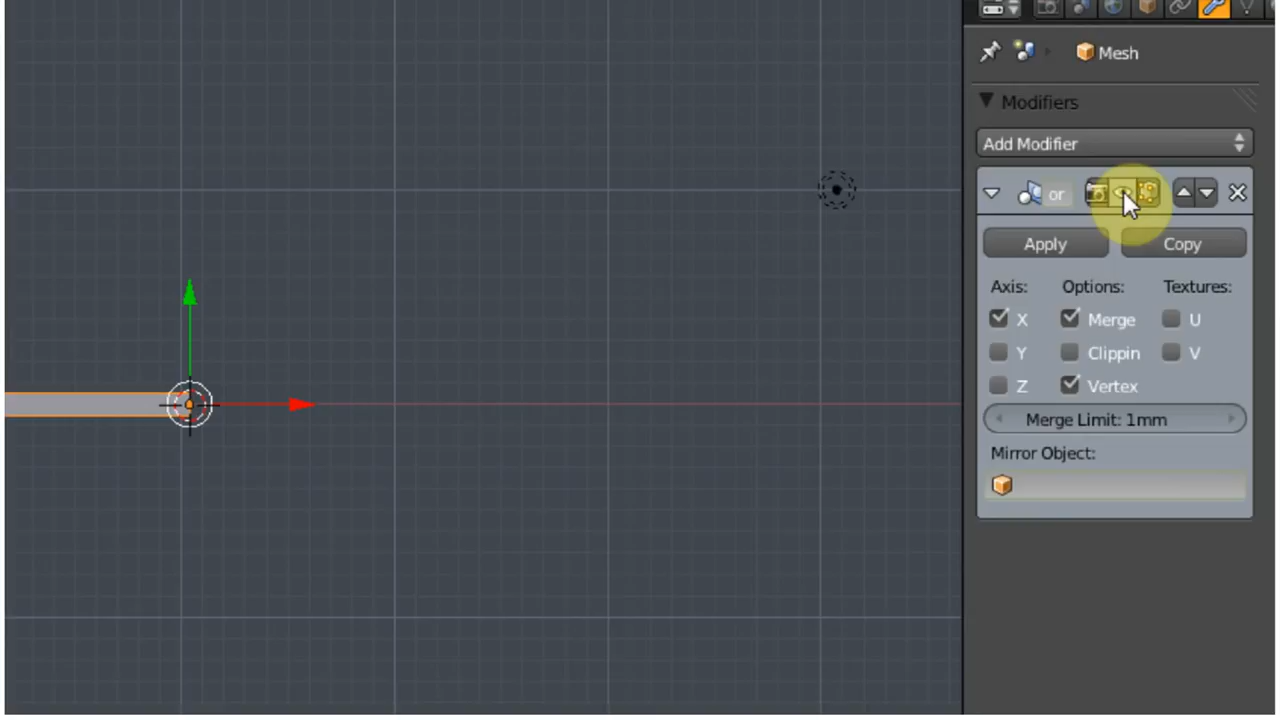 Mesh
Modifiers
Add Modifier
or
Apply Copy
Axis: Options: Textures:
X Merge U
Y Clippin V
Z Vertex
Merge Limit: 1mm
Mirror Object: